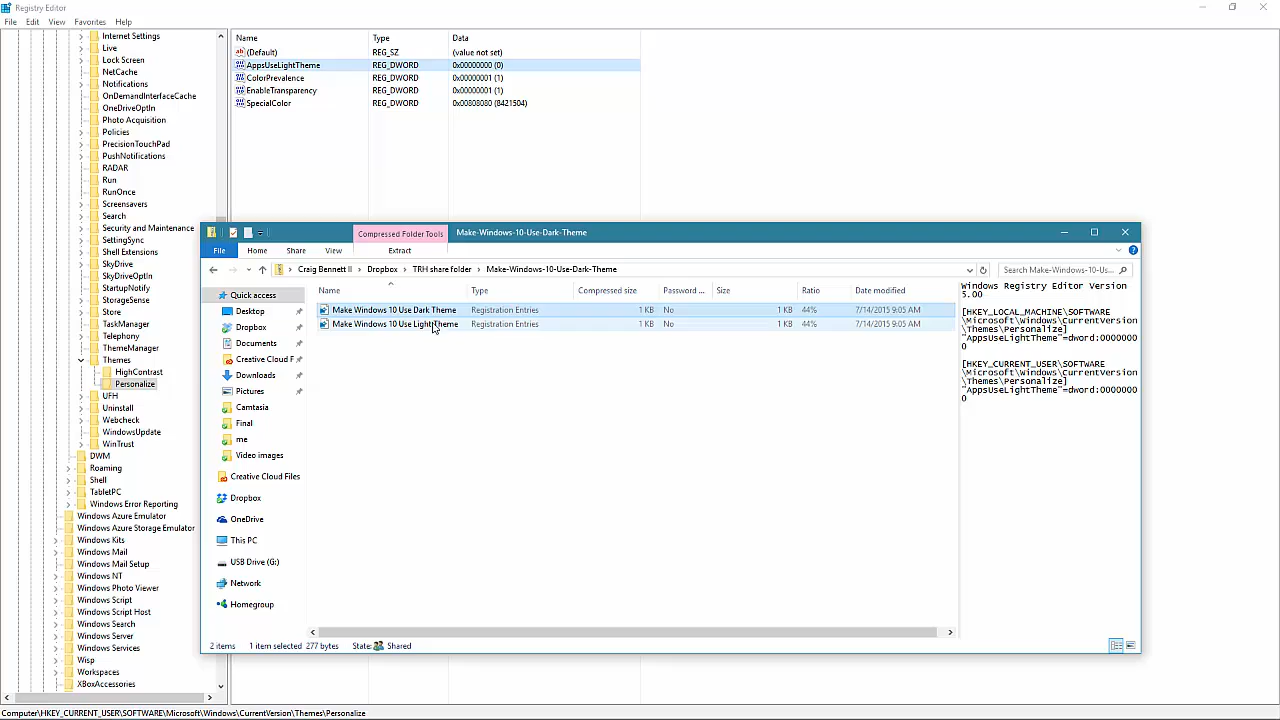 Registry Editor
File Edit View Favorites Help
Internet Settings
Live
Lock Screen
NetCache
Notifications
OnDemandInterfaceCache
OneDriveOptIn
Photo Acquisition
Policies
PrecisionTouchPad
PushNotifications
RADAR
Run
RunOnce
Screensavers
Search
Security and Maintenance
SettingSync
Shell Extensions
SkyDrive
SkyDriveOptIn
StartupNotify
StorageSense
Store
TaskManager
Telephony
ThemeManager
Themes
HighContrast
Personalize
UFH
Uninstall
Webcheck
WindowsUpdate
WinTrust
DWM
Roaming
Shell
TabletPC
Windows Error Reporting
Windows Azure Emulator
Windows Azure Storage Emulator
Windows Kits
Windows Mail
Windows Mail Setup
Windows NT
Windows Photo Viewer
Windows Script
Windows Script Host
Windows Search
Windows Server
Windows Services
Wisp
Workspaces
XBoxAccessories
Name Type Data
ab (Default) REG_SZ (value not set)
AppsUseLightTheme REG_DWORD 0x00000000 (0)
ColorPrevalence REG_DWORD 0x00000001 (1)
EnableTransparency REG_DWORD 0x00000001 (1)
SpecialColor REG_DWORD 0x00808080 (8421504)
Compressed Folder Tools Make-Windows-10-Use-Dark-Theme
File Home Share View Extract
Craig Bennett II Dropbox TRH share folder Make-Windows-10-Use-Dark-Theme Search Make-Windows-10-Us...
Quick access
Desktop
Dropbox
Documents
Creative Cloud F
Downloads
Pictures
Camtasia
Final
me
Video images
Creative Cloud Files
Dropbox
OneDrive
This PC
USB Drive (G:)
Network
Homegroup
Name Type Compressed size Password ... Size Ratio Date modified
Make Windows 10 Use Dark Theme Registration Entries 1 KB No 1 KB 44% 7/14/2015 9:05 AM
Make Windows 10 Use Light Theme Registration Entries 1 KB No 1 KB 44% 7/14/2015 9:05 AM
Windows Registry Editor Version
5.00
[HKEY_LOCAL_MACHINE\SOFTWARE
\Microsoft\Windows\CurrentVersion
\Themes\Personalize]
"AppsUseLightTheme"=dword:0000000
0
[HKEY_CURRENT_USER\SOFTWARE
\Microsoft\Windows\CurrentVersion
\Themes\Personalize]
"AppsUseLightTheme"=dword:0000000
0
2 items 1 item selected 277 bytes State: Shared
Computer\HKEY_CURRENT_USER\SOFTWARE\Microsoft\Windows\CurrentVersion\Themes\Personalize